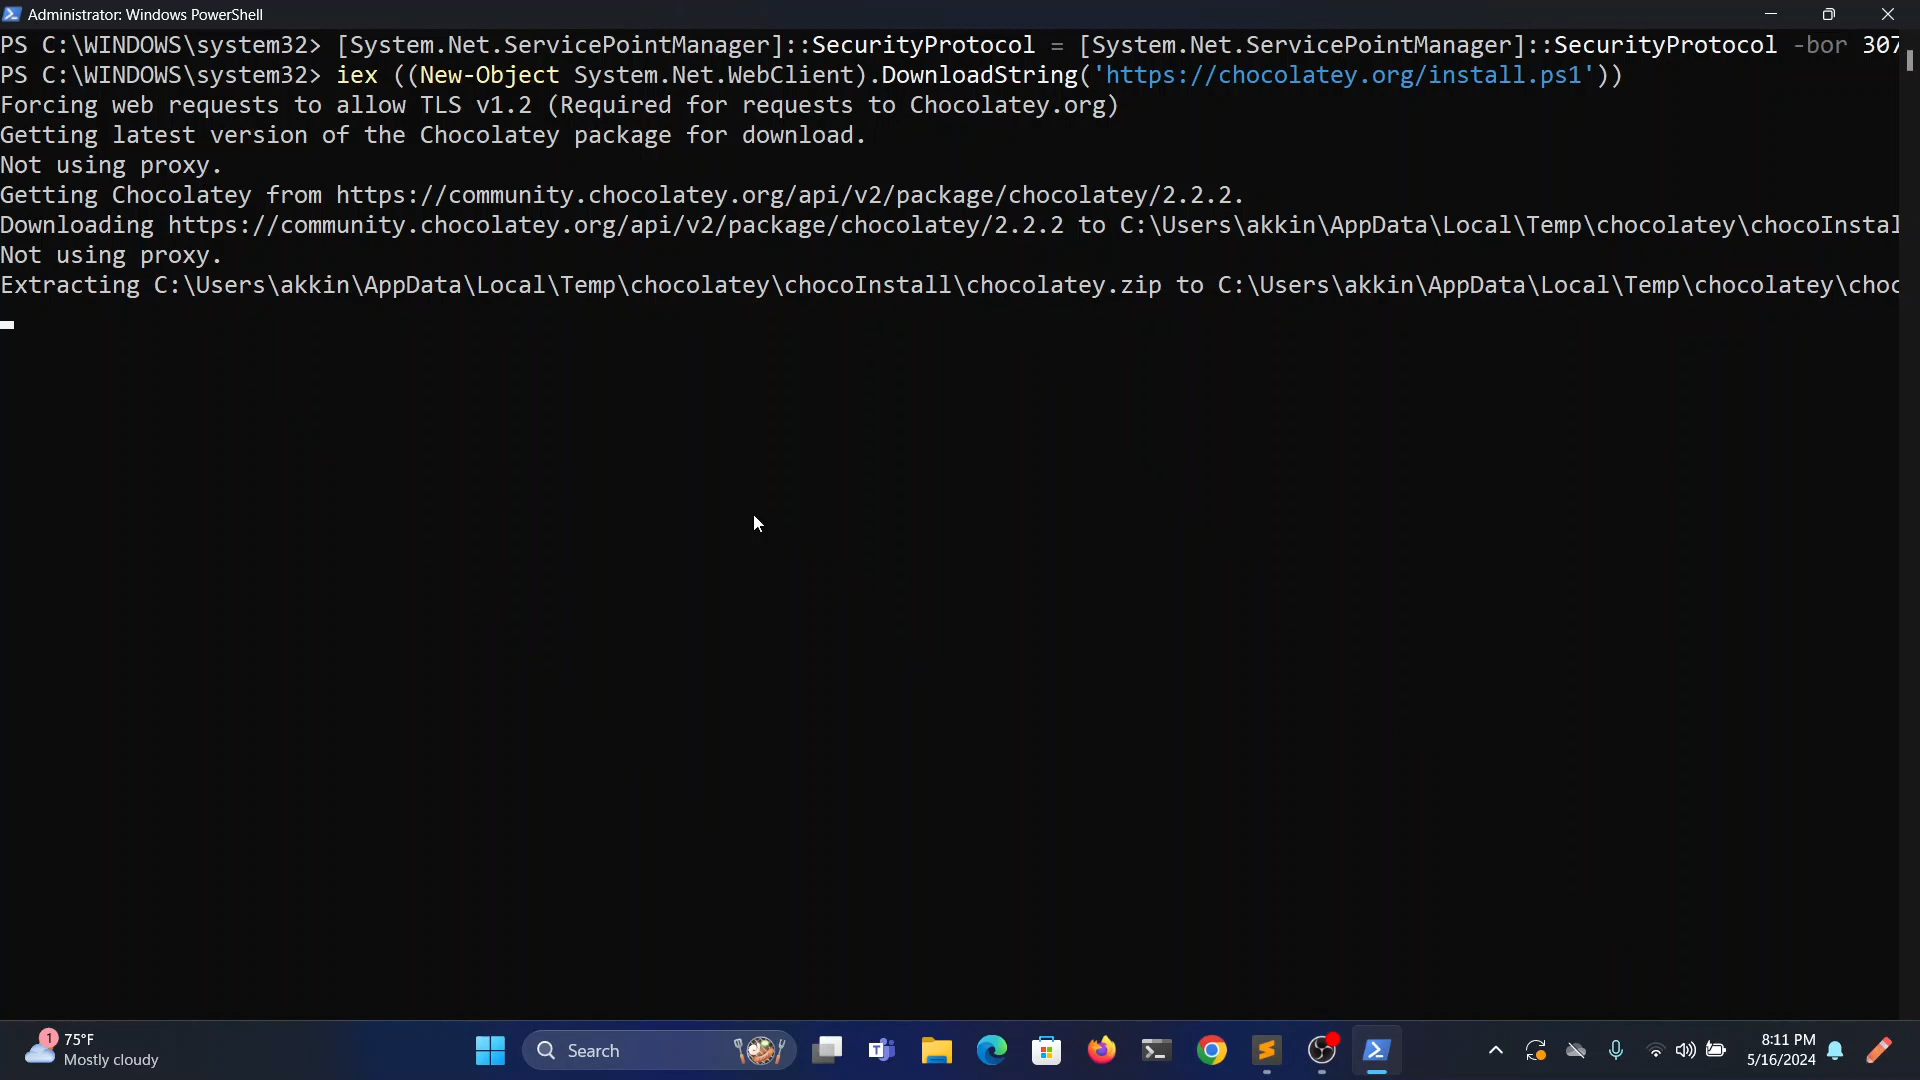 Administrator: Windows PowerShell
PS C:\WINDOWS\system32> [System.Net.ServicePointManager]::SecurityProtocol = [System.Net.ServicePointManager]::SecurityProtocol -bor 307
PS C:\WINDOWS\system32> iex ((New-Object System.Net.WebClient).DownloadString('https://chocolatey.org/install.ps1'))
Forcing web requests to allow TLS v1.2 (Required for requests to Chocolatey.org)
Getting latest version of the Chocolatey package for download.
Not using proxy.
Getting Chocolatey from https://community.chocolatey.org/api/v2/package/chocolatey/2.2.2.
Downloading https://community.chocolatey.org/api/v2/package/chocolatey/2.2.2 to C:\Users\akkin\AppData\Local\Temp\chocolatey\chocoInstal
Not using proxy.
Extracting C:\Users\akkin\AppData\Local\Temp\chocolatey\chocoInstall\chocolatey.zip to C:\Users\akkin\AppData\Local\Temp\chocolatey\choc
1
75°F
Mostly cloudy
Search
8:11 PM
5/16/2024